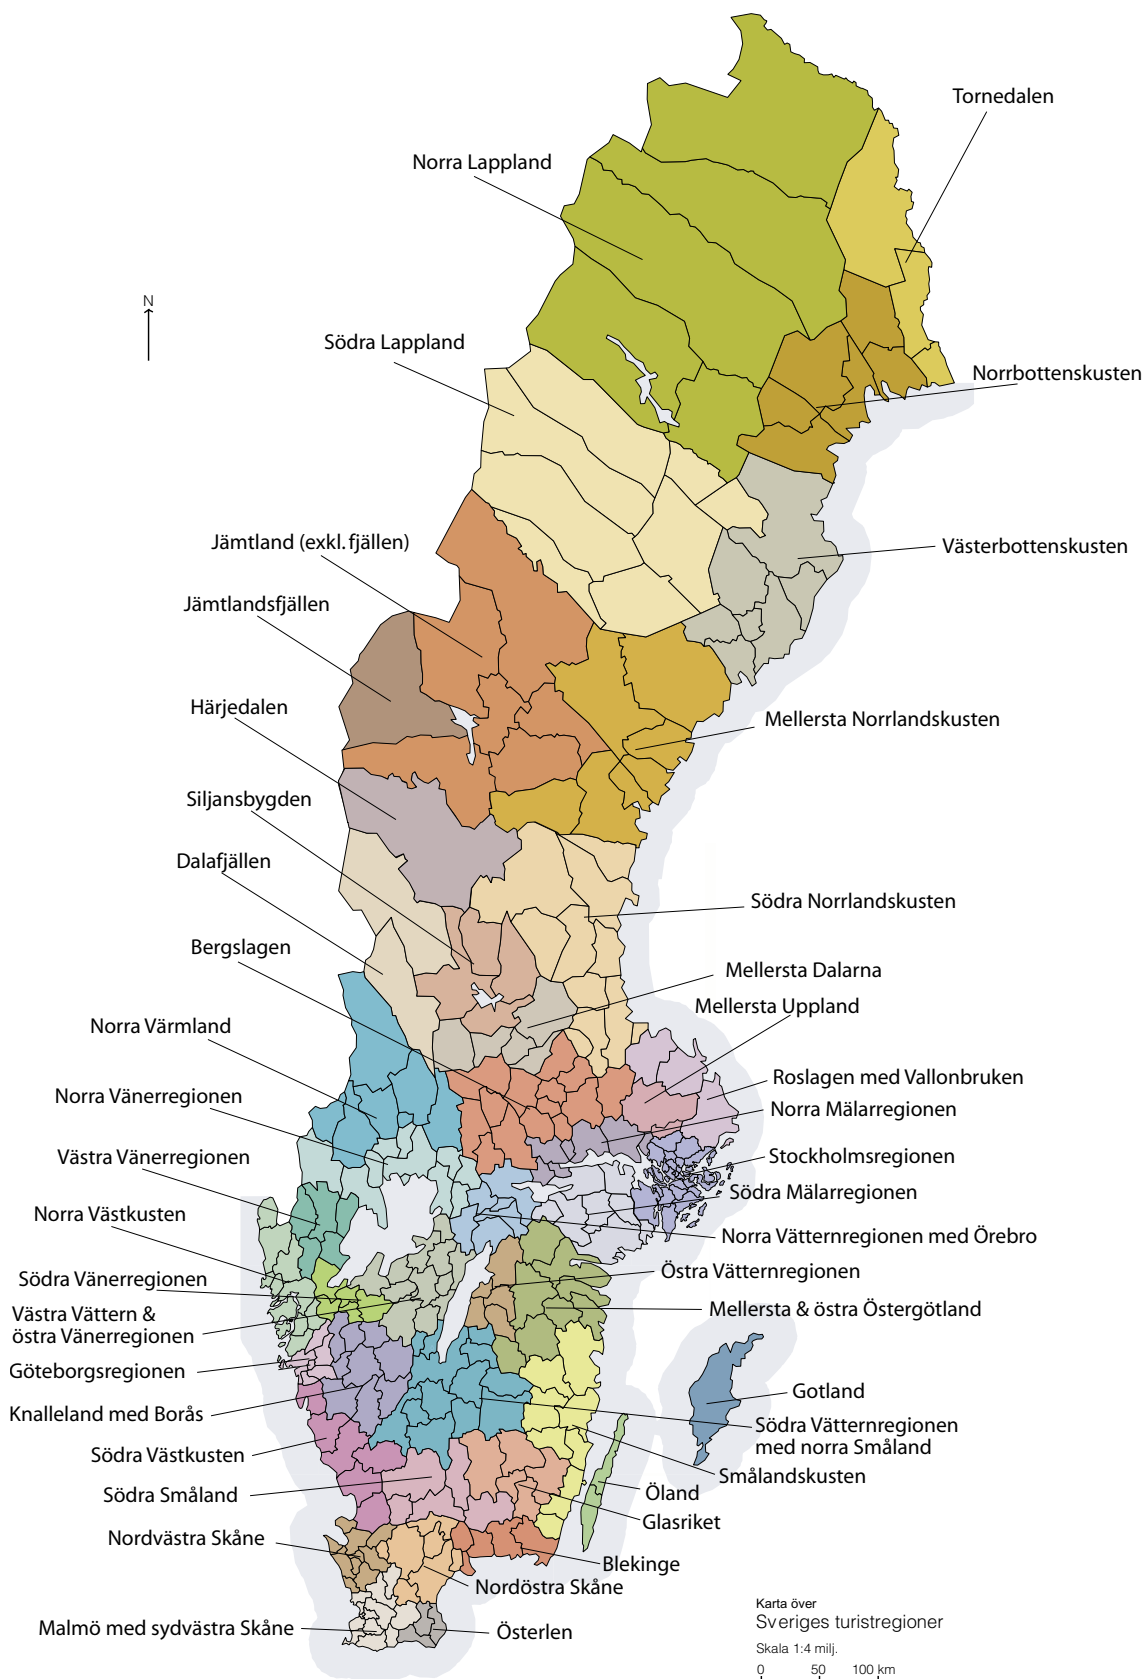 Tornedalen
Norra Lappland
N
Södra Lappland
Norrbottenskusten
Jämtland (exkl. fjällen)
Västerbottenskusten
Jämtlandsfjällen
Härjedalen
Mellersta Norrlandskusten
Siljansbygden
Dalafjällen
Södra Norrlandskusten
Bergslagen
Mellersta Dalarna
Mellersta Uppland
Norra Värmland
Roslagen med Vallonbruken
Norra Vänerregionen
Norra Mälarregionen
Västra Vänerregionen
Stockholmsregionen
Södra Mälarregionen
Norra Västkusten
Norra Vätternregionen med Örebro
Södra Vänerregionen
Östra Vätternregionen
Västra Vättern &
östra Vänerregionen
Mellersta & östra Östergötland
Göteborgsregionen
Gotland
Knalleland med Borås
Södra Vätternregionen
med norra Småland
Södra Västkusten
Smålandskusten
Södra Småland
Öland
Glasriket
Nordvästra Skåne
Blekinge
Nordöstra Skåne
Malmö med sydvästra Skåne
Österlen
Karta över
Sveriges turistregioner
Skala 1:4 milj.
0 50 100 km